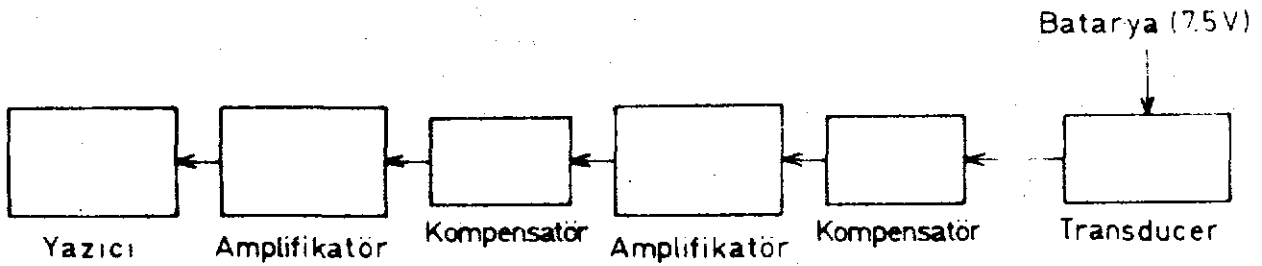 Batarya (7.5V)
Yazıcı
Amplifikatör
Kompensatör
Amplifikatör
Kompensatör
Transducer